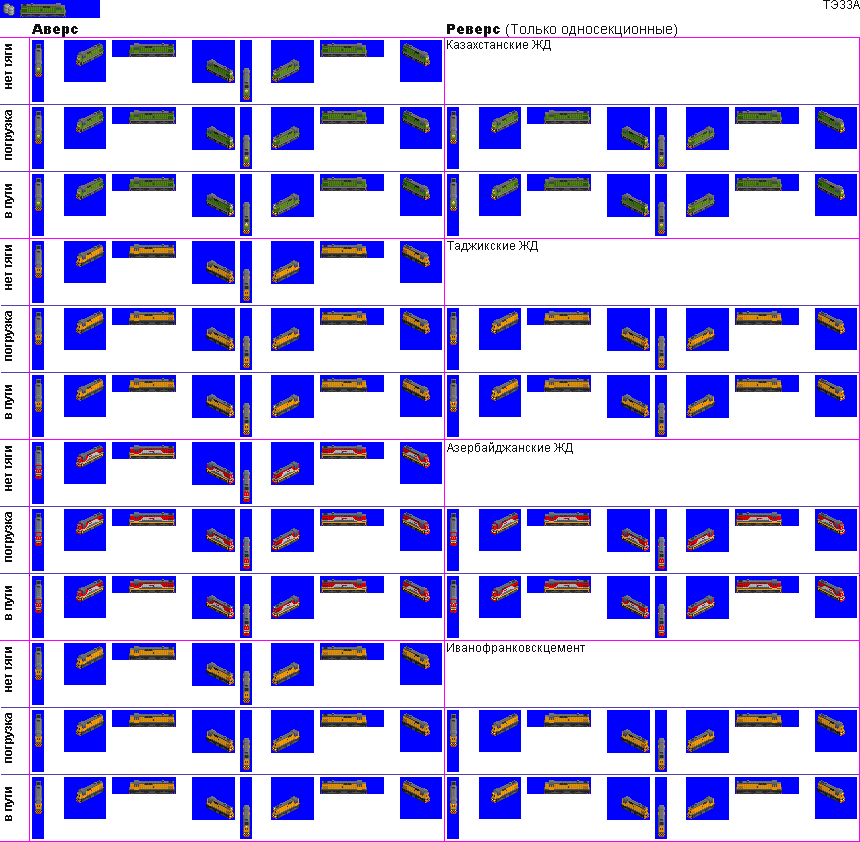 ТЭ33А
Аверс
Реверс (Только односекционные)
нет тяги
Казахстанские ЖД
погрузка
в пути
нет тяги
Таджикские ЖД
погрузка
в пути
нет тяги
Азербайджанские ЖД
погрузка
в пути
нет тяги
Иванофранковскцемент
погрузка
в пути